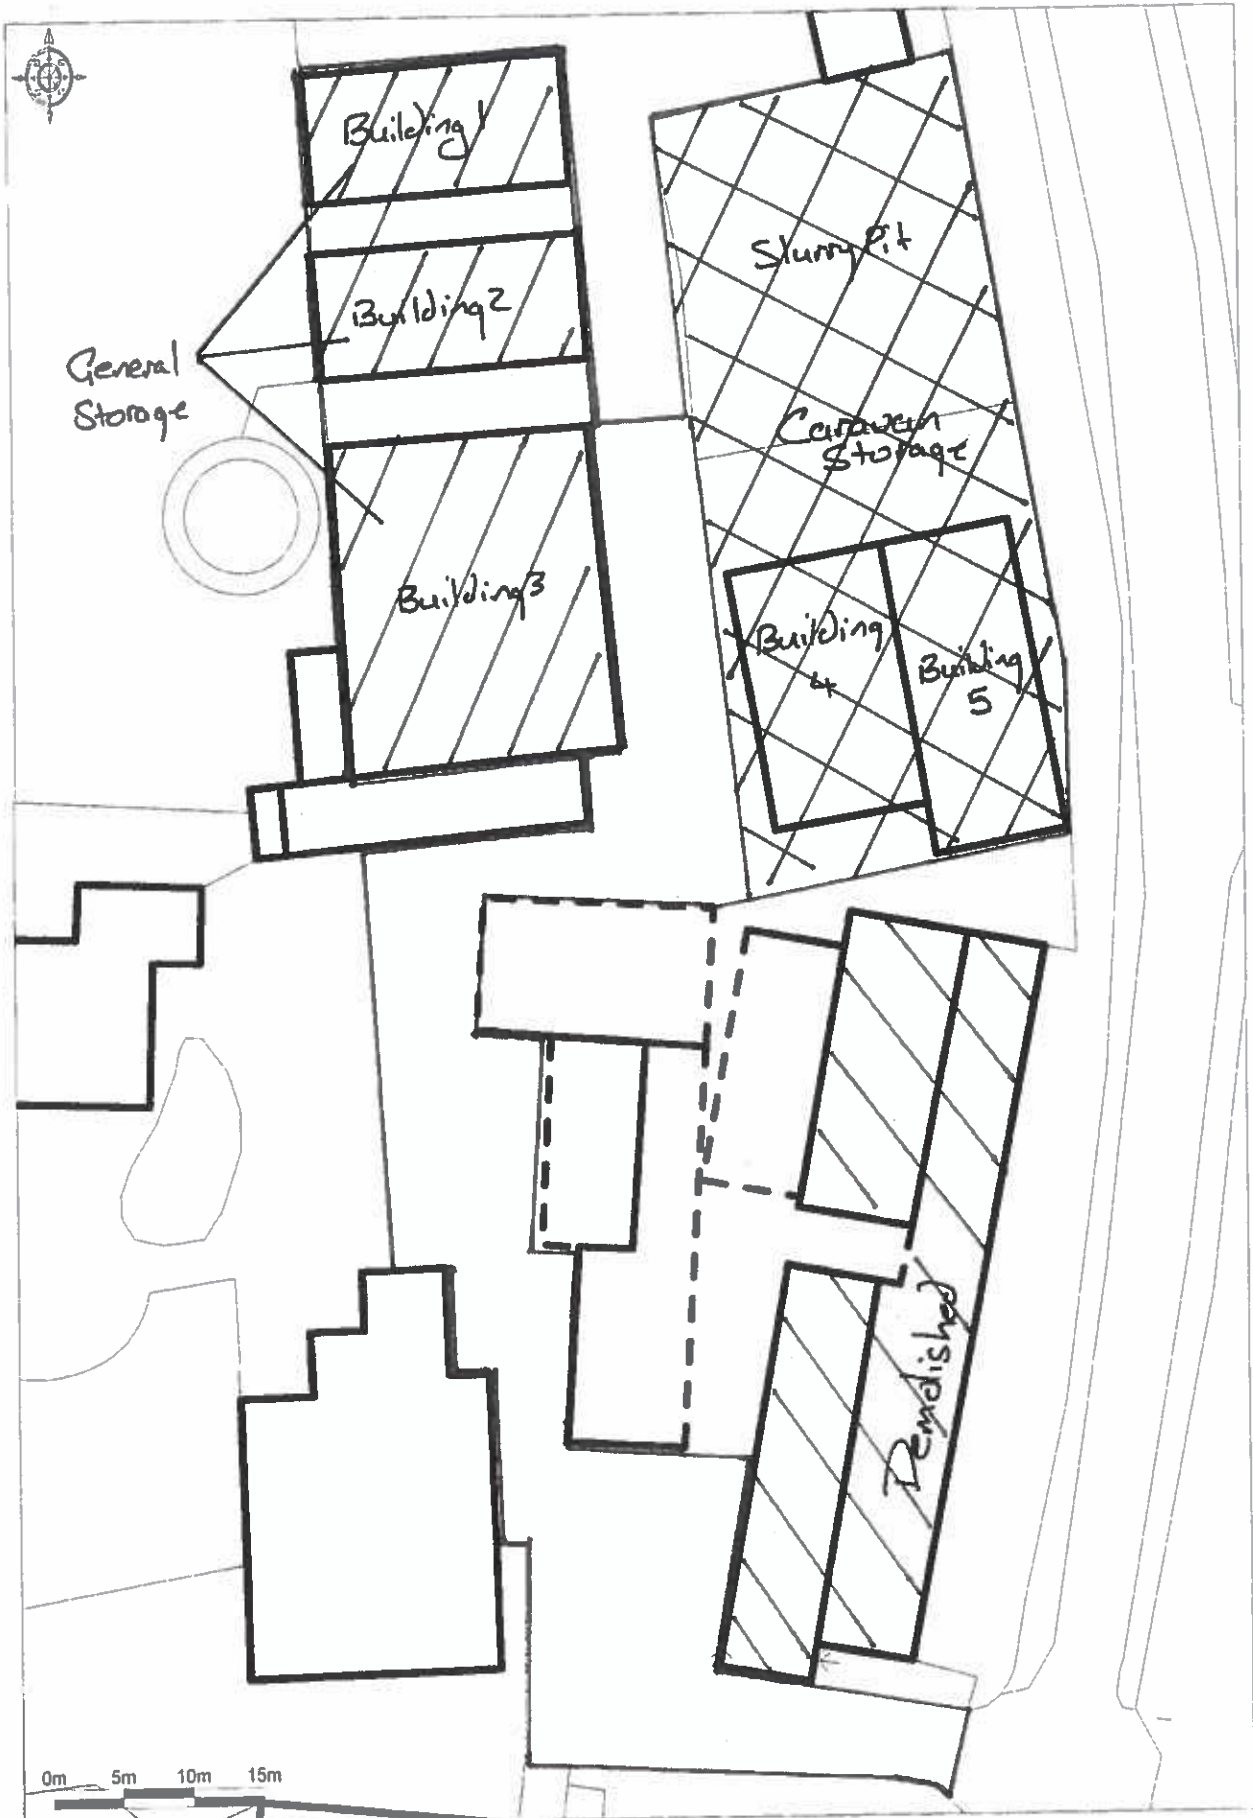 Building 1
Slurry Pit
Building 2
General
Storage
Caravan
Storage
Building 3
Building
4
Building
5
Demolished
0m 5m 10m 15m